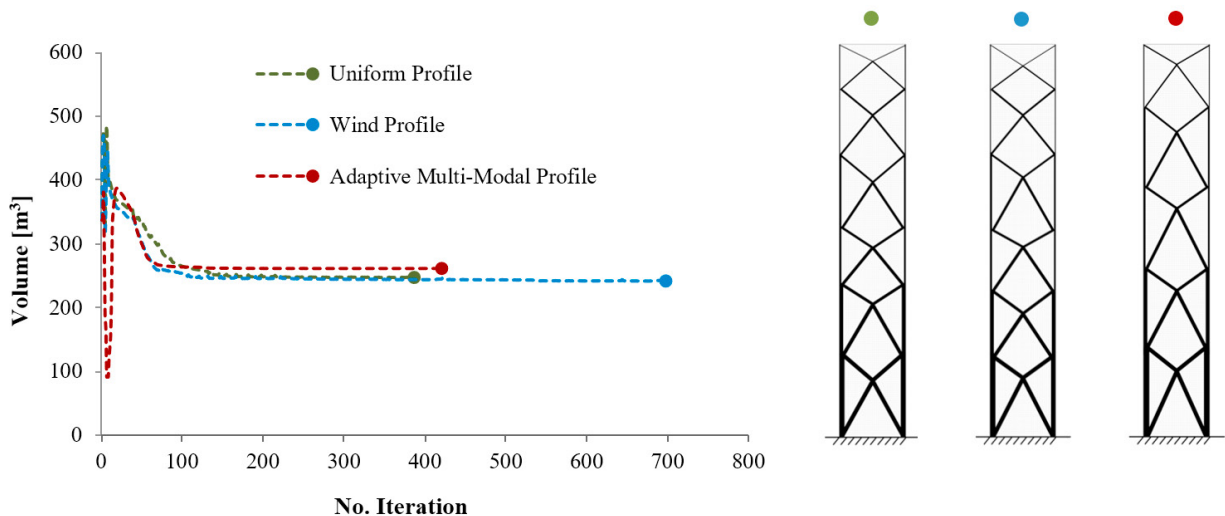 600
500
400
300
200
100
0
Volume [m³]
Uniform Profile
Wind Profile
Adaptive Multi-Modal Profile
0 100 200 300 400 500 600 700 800
No. Iteration